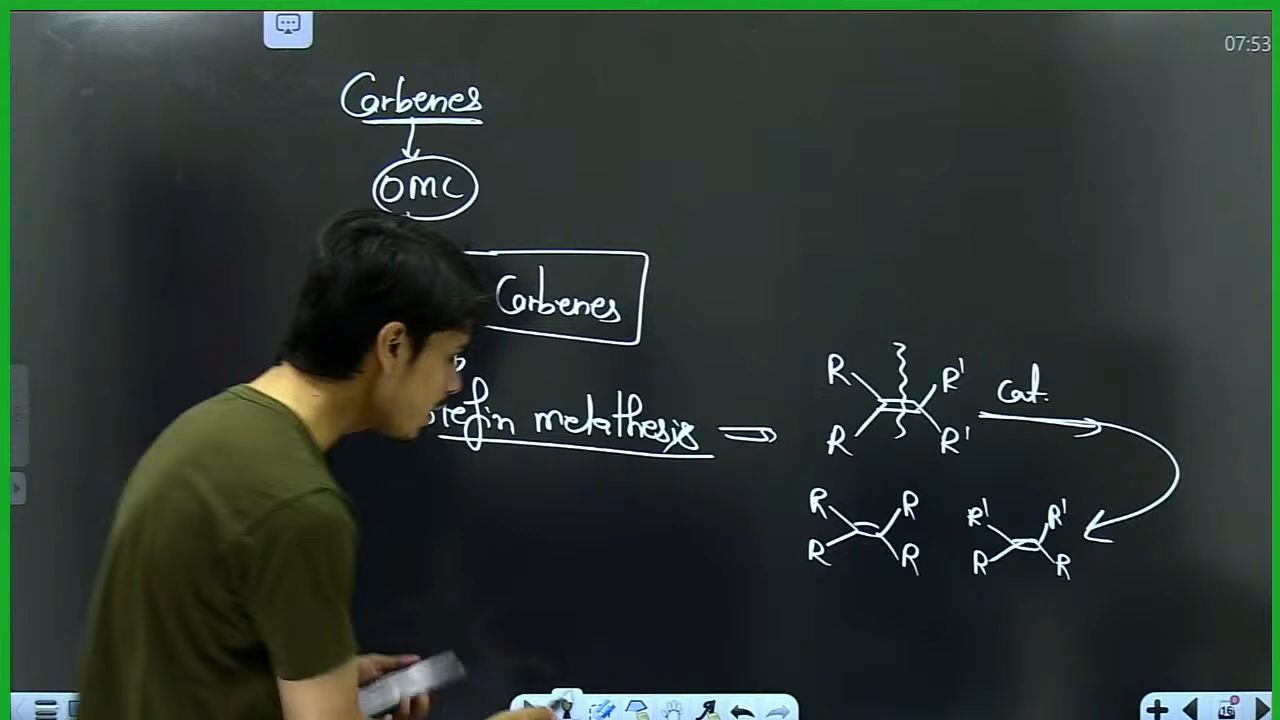 07:53
Carbenes
OMC
Carbenes
olefin metathesis ⇒
R R' cat.
R R'
R R R' R'
R R R R